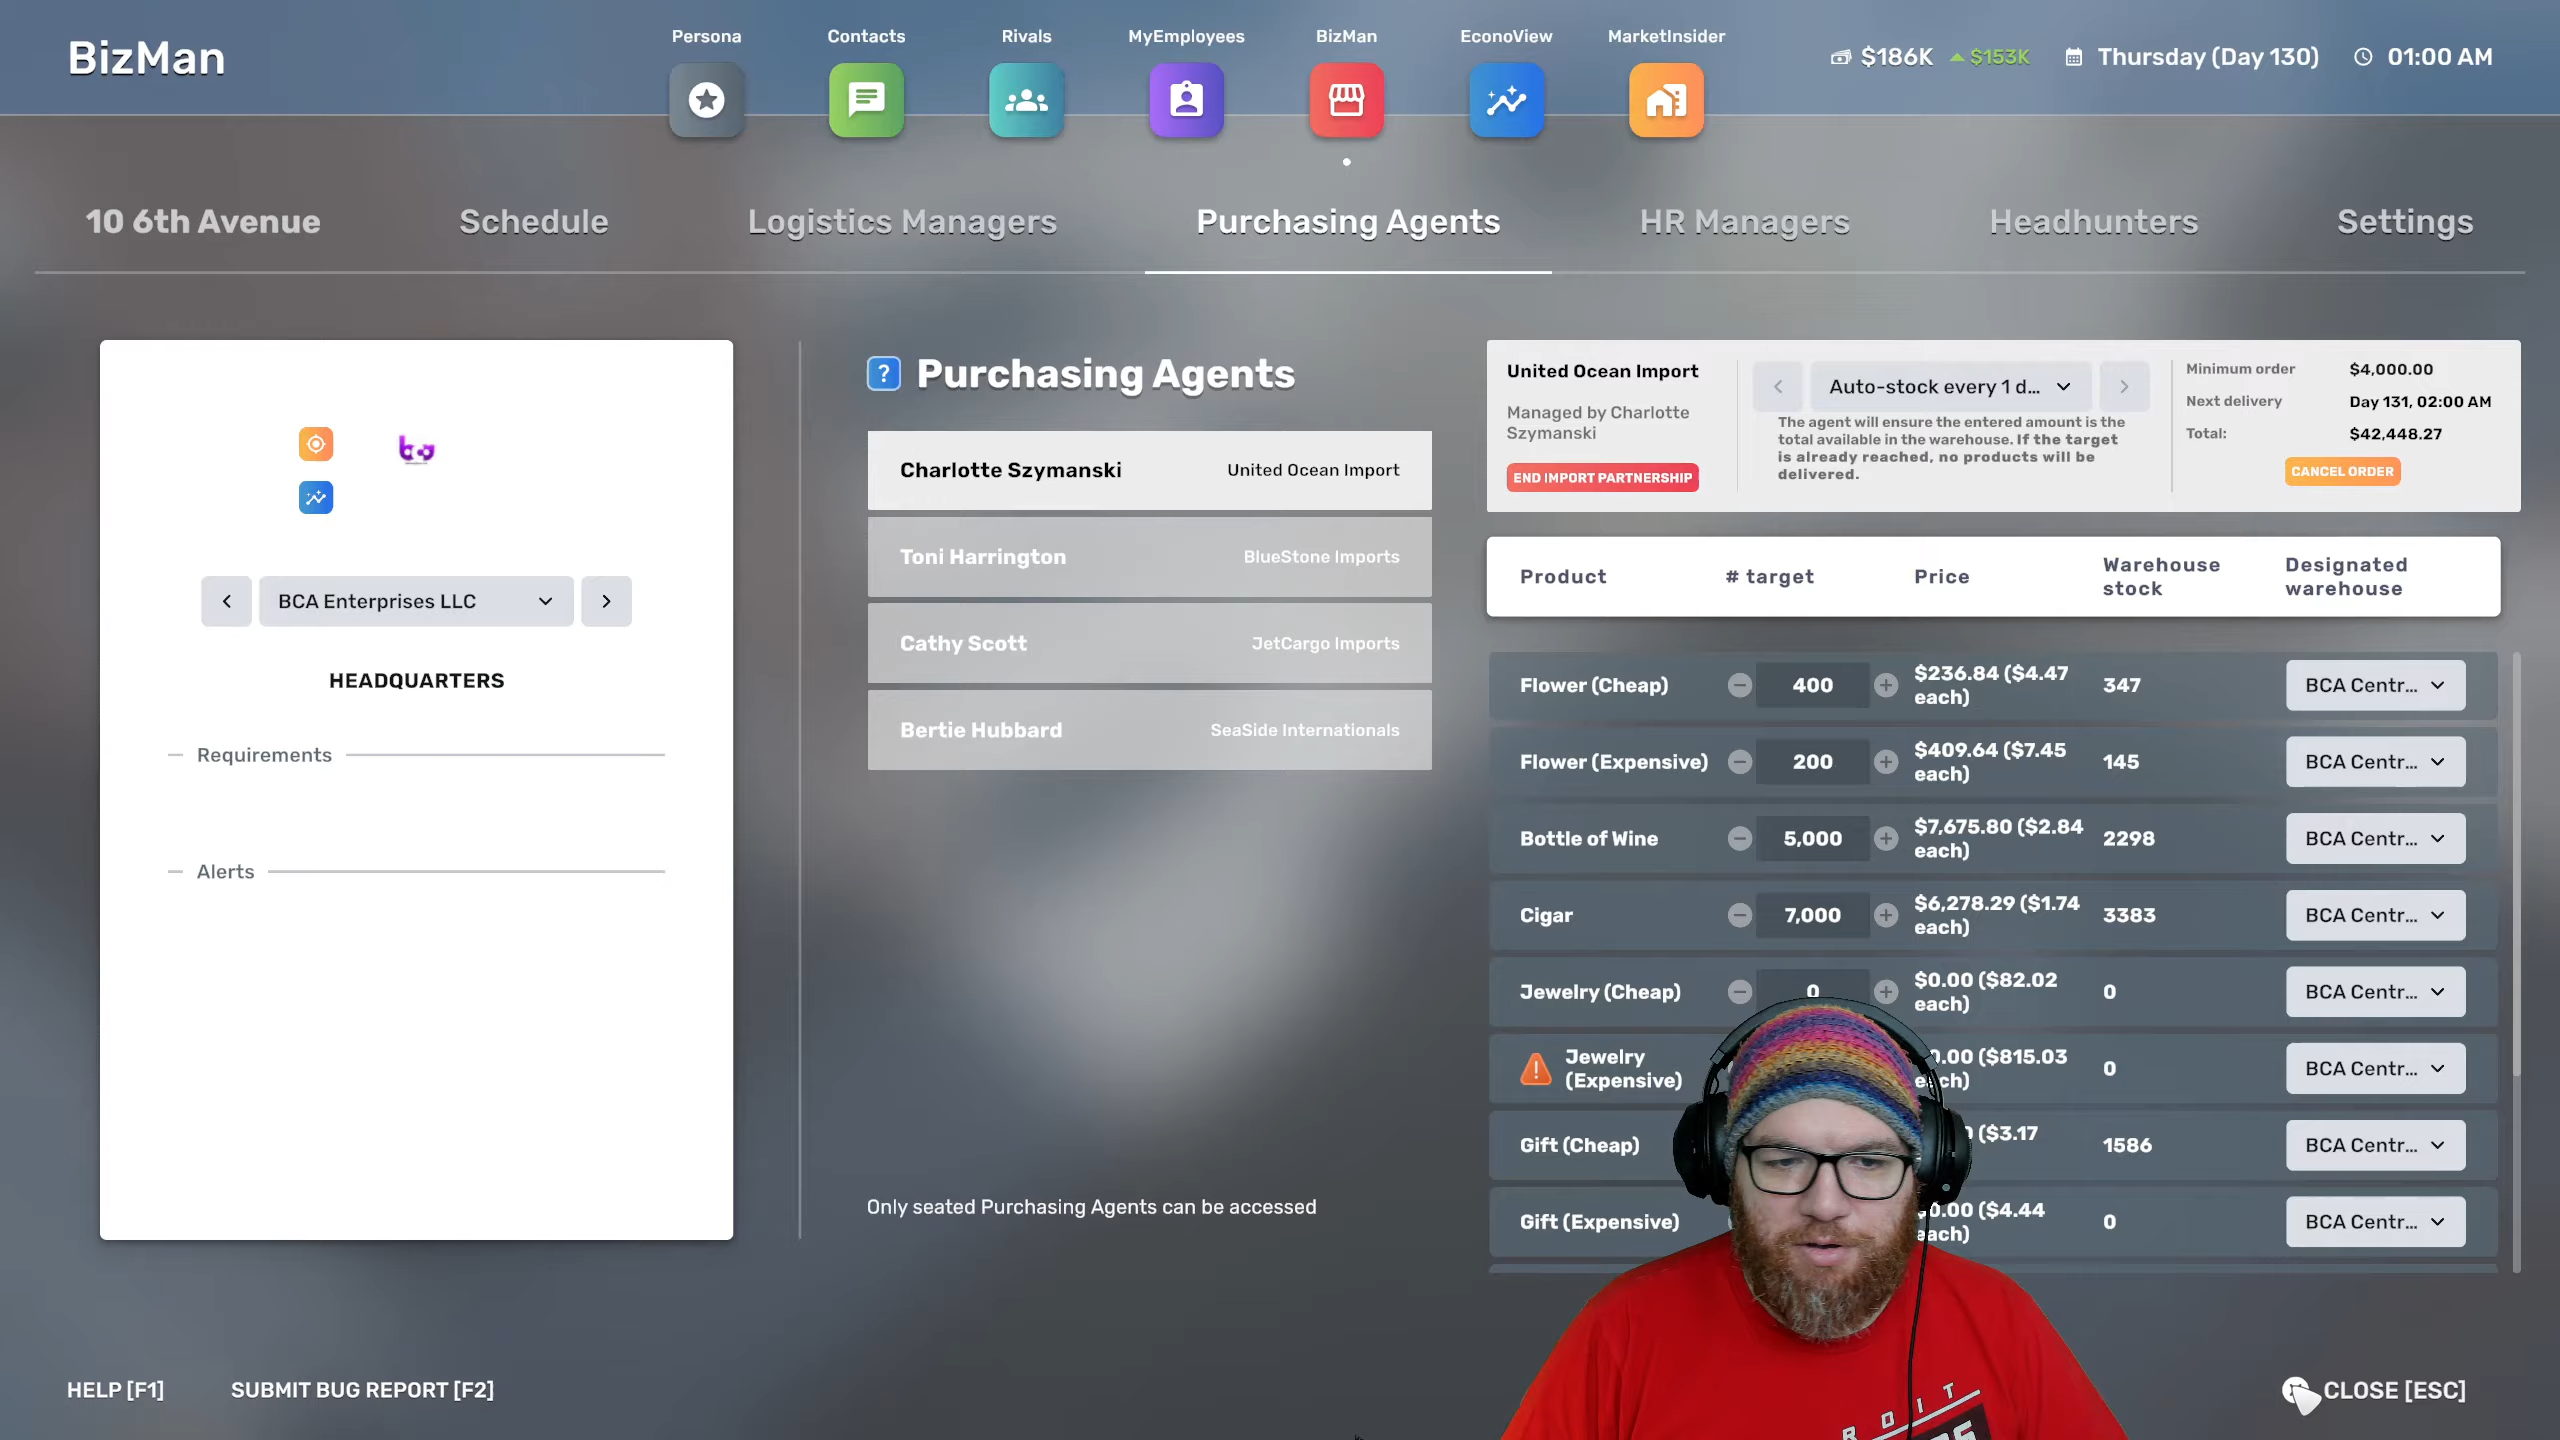 BizMan
Persona
Contacts
Rivals
MyEmployees
BizMan
EconoView
MarketInsider
$186K
$153K
Thursday (Day 130)
01:00 AM
10 6th Avenue
Schedule
Logistics Managers
Purchasing Agents
HR Managers
Headhunters
Settings
BCA Enterprises LLC
HEADQUARTERS
Requirements
Alerts
? Purchasing Agents
Charlotte Szymanski United Ocean Import
Toni Harrington BlueStone Imports
Cathy Scott JetCargo Imports
Bertie Hubbard SeaSide Internationals
Only seated Purchasing Agents can be accessed
United Ocean Import
Managed by Charlotte
Szymanski
END IMPORT PARTNERSHIP
Auto-stock every 1 d...
The agent will ensure the entered amount is the
total available in the warehouse. If the target
is already reached, no products will be
delivered.
Minimum order $4,000.00
Next delivery Day 131, 02:00 AM
Total: $42,448.27
CANCEL ORDER
Product # target Price Warehouse stock Designated warehouse
Flower (Cheap) 400 $236.84 ($4.47 each) 347 BCA Centr...
Flower (Expensive) 200 $409.64 ($7.45 each) 145 BCA Centr...
Bottle of Wine 5,000 $7,675.80 ($2.84 each) 2298 BCA Centr...
Cigar 7,000 $6,278.29 ($1.74 each) 3383 BCA Centr...
Jewelry (Cheap) 0 $0.00 ($82.02 each) 0 BCA Centr...
Jewelry (Expensive) ($815.03 0 BCA Centr...
Gift (Cheap) ($3.17 1586 BCA Centr...
Gift (Expensive) ($4.44 0 BCA Centr...
HELP [F1]
SUBMIT BUG REPORT [F2]
CLOSE [ESC]